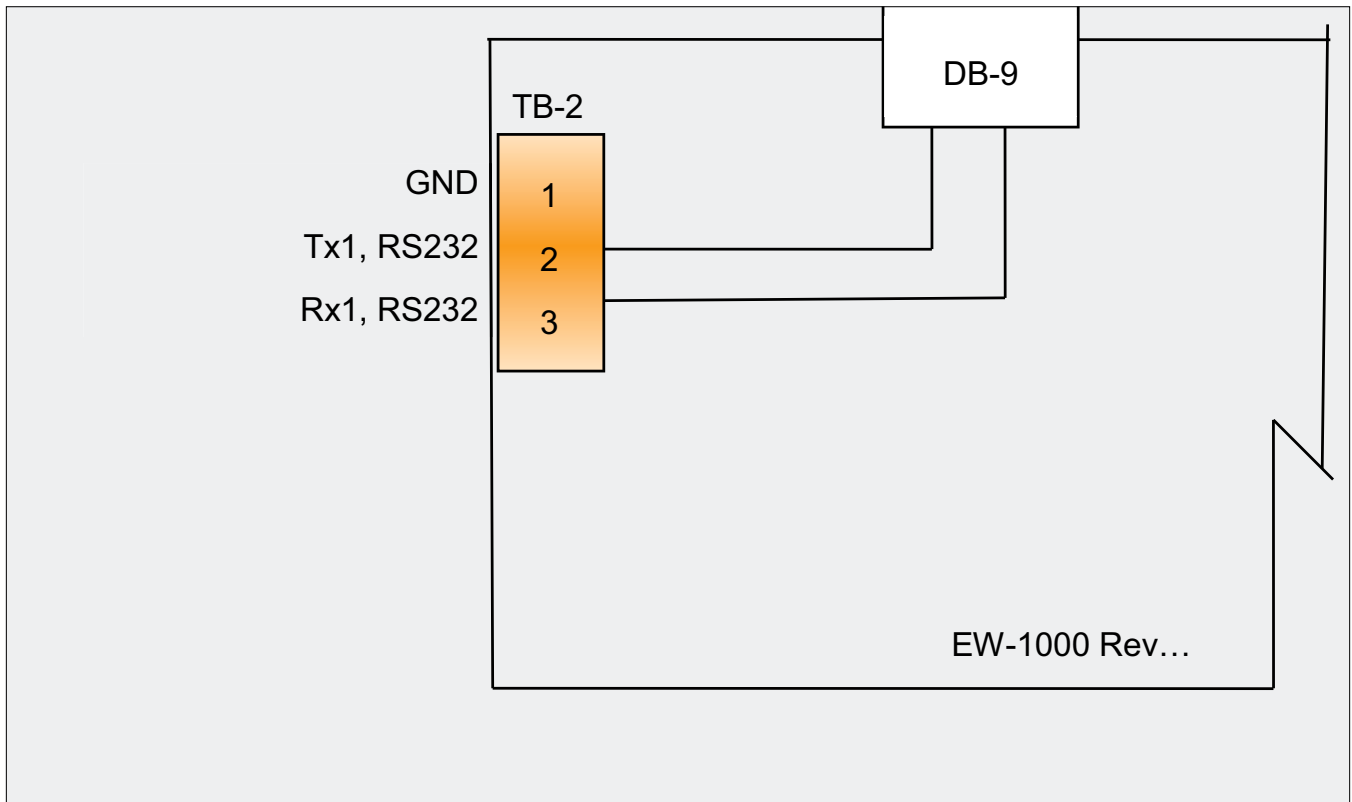 DB-9
TB-2
GND
1
Tx1, RS232
2
Rx1, RS232
3
EW-1000 Rev…